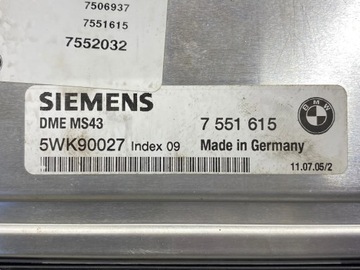 7506937
7551615
7552032
SIEMENS
DME MS43
7 551 615
BMW
5WK90027 Index 09
Made in Germany
11.07.05/2